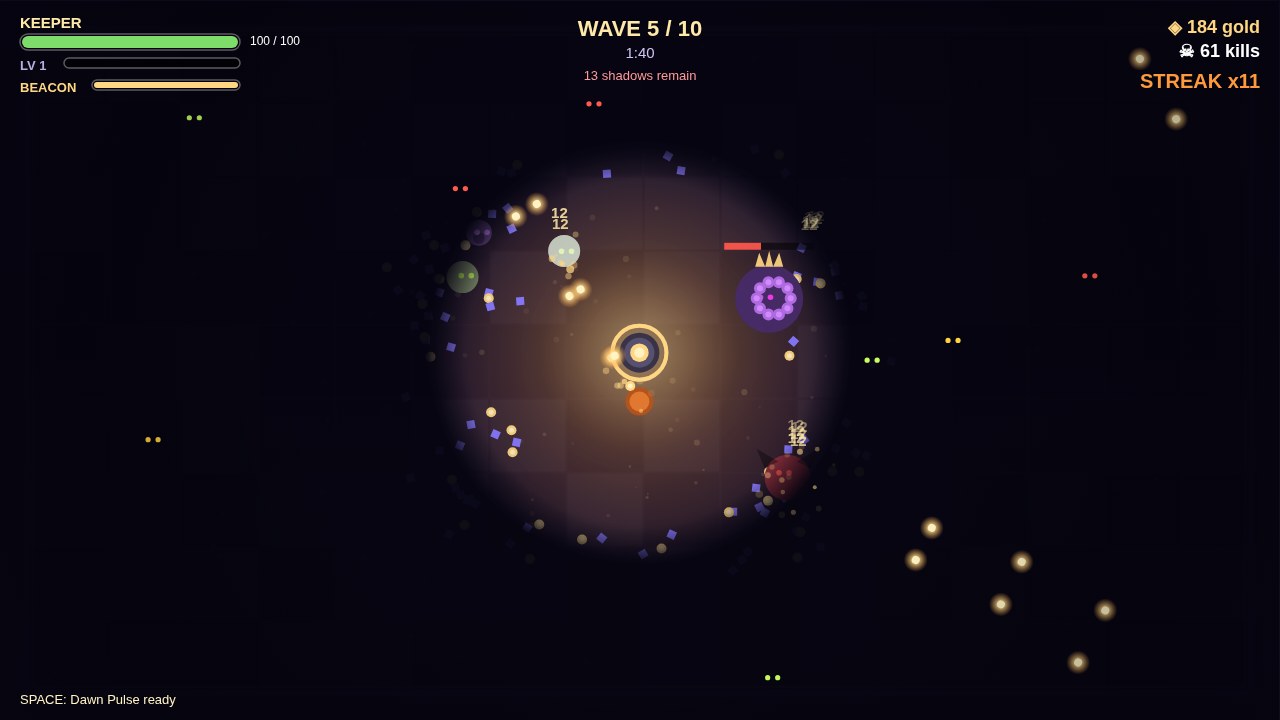 KEEPER
100 / 100
LV 1
BEACON
WAVE 5 / 10
1:40
13 shadows remain
184 gold
61 kills
STREAK x11
12
12
12
12
12
SPACE: Dawn Pulse ready